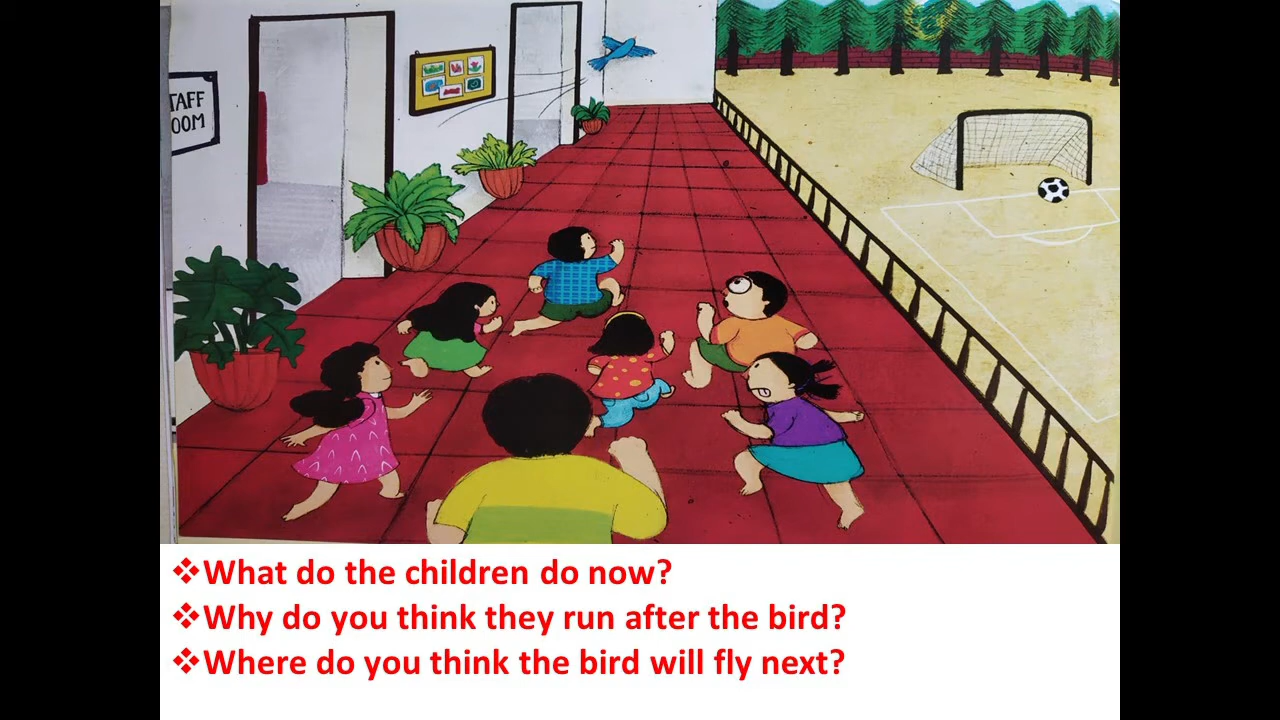 TAFF
OOM
❖What do the children do now?
❖Why do you think they run after the bird?
❖Where do you think the bird will fly next?